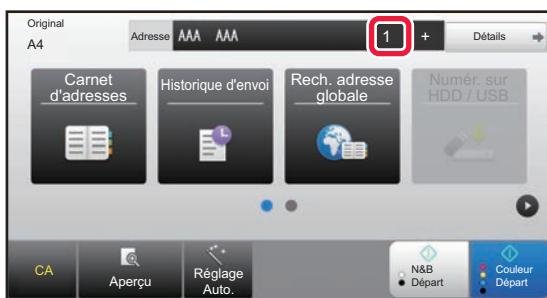 Original
A4
Adresse AAA AAA 1 + Détails
Carnet
d'adresses
Historique d'envoi
Rech. adresse
globale
Numér. sur
HDD / USB
CA
Aperçu
Réglage
Auto.
N&B
Départ
Couleur
Départ